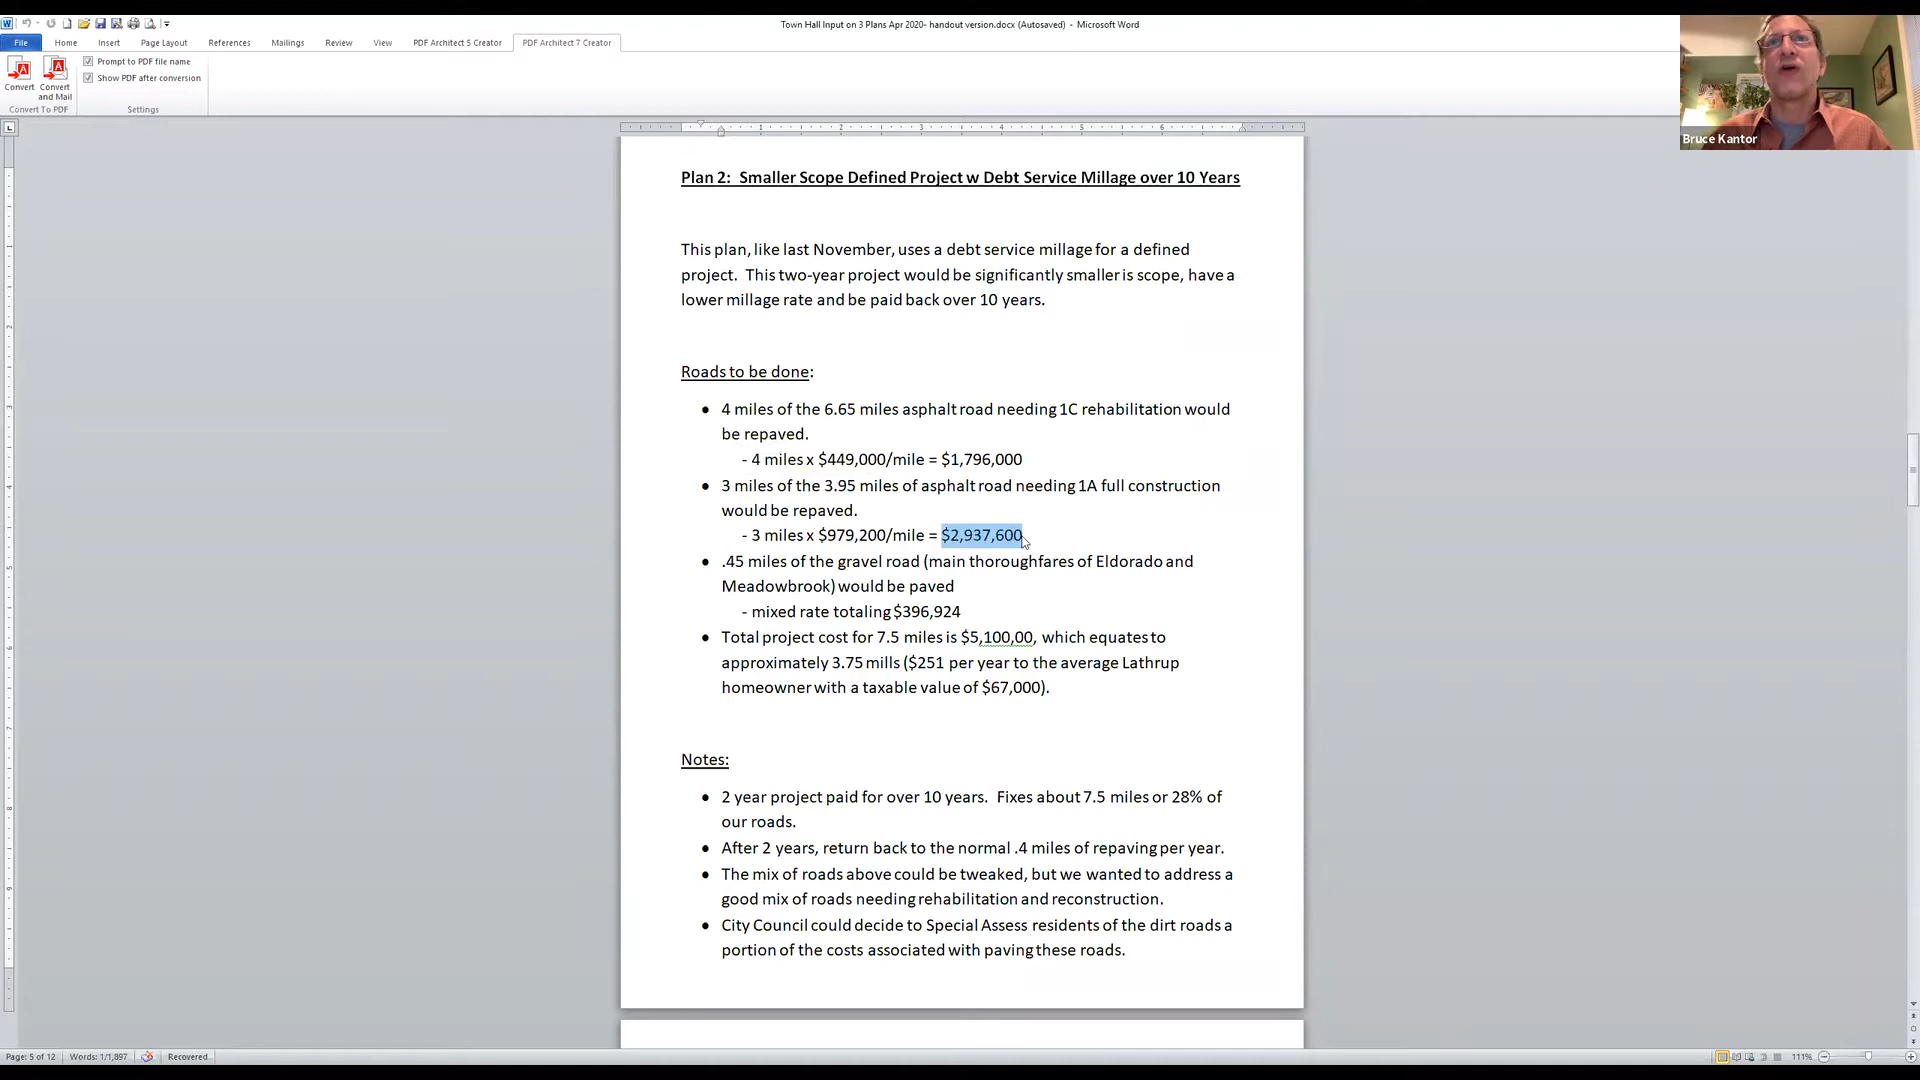 Town Hall Input on 3 Plans Apr 2020- handout version.docx (Autosaved) - Microsoft Word
File Home Insert Page Layout References Mailings Review View PDF Architect 5 Creator PDF Architect 7 Creator
Prompt to PDF file name
Show PDF after conversion
Convert
Convert and Mail
Convert To PDF
Settings
Bruce Kantor
1 2 3 4 5 6 7
Plan 2: Smaller Scope Defined Project w Debt Service Millage over 10 Years
This plan, like last November, uses a debt service millage for a defined
project. This two-year project would be significantly smaller is scope, have a
lower millage rate and be paid back over 10 years.
Roads to be done:
• 4 miles of the 6.65 miles asphalt road needing 1C rehabilitation would
be repaved.
- 4 miles x $449,000/mile = $1,796,000
• 3 miles of the 3.95 miles of asphalt road needing 1A full construction
would be repaved.
- 3 miles x $979,200/mile = $2,937,600
• .45 miles of the gravel road (main thoroughfares of Eldorado and
Meadowbrook) would be paved
- mixed rate totaling $396,924
• Total project cost for 7.5 miles is $5,100,00, which equates to
approximately 3.75 mills ($251 per year to the average Lathrup
homeowner with a taxable value of $67,000).
Notes:
• 2 year project paid for over 10 years. Fixes about 7.5 miles or 28% of
our roads.
• After 2 years, return back to the normal .4 miles of repaving per year.
• The mix of roads above could be tweaked, but we wanted to address a
good mix of roads needing rehabilitation and reconstruction.
• City Council could decide to Special Assess residents of the dirt roads a
portion of the costs associated with paving these roads.
Page: 5 of 12 Words: 1/1,897 Recovered 111%